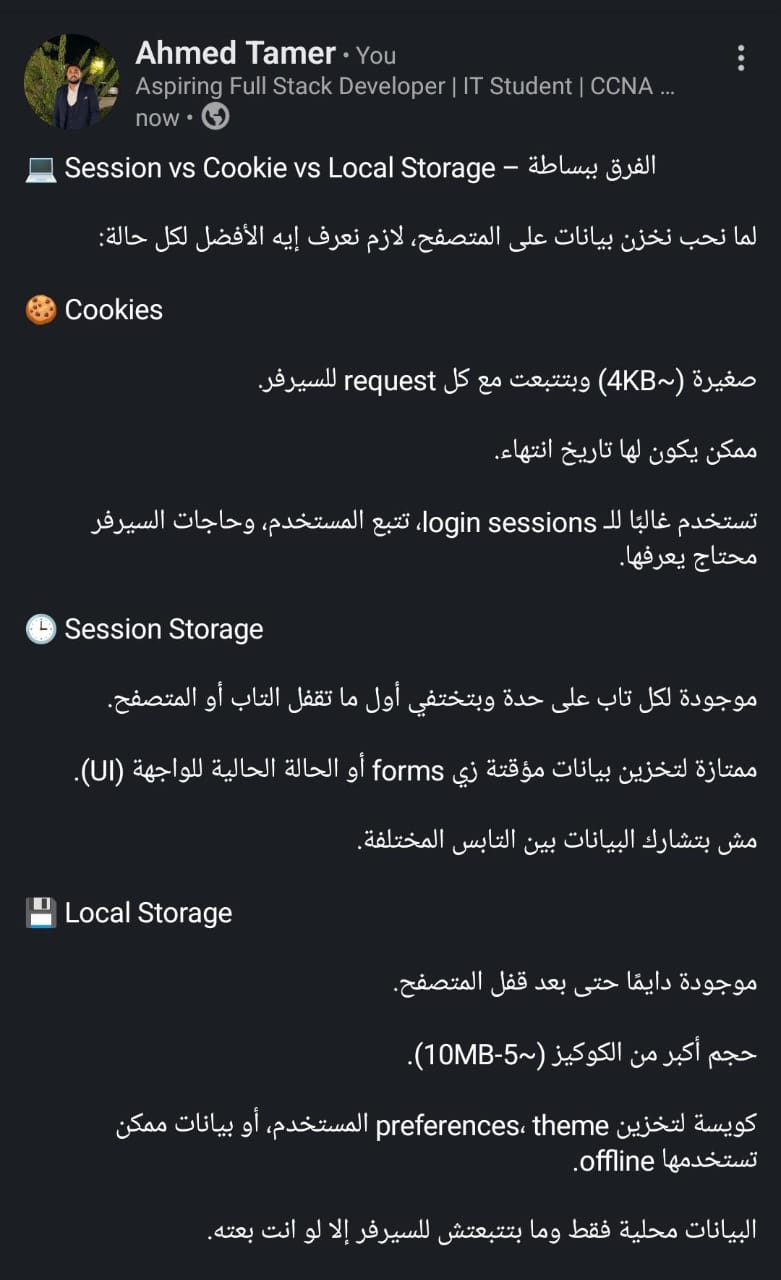 Ahmed Tamer • You
Aspiring Full Stack Developer | IT Student | CCNA ...
now •
💻 Session vs Cookie vs Local Storage – الفرق ببساطة
لما نحب نخزن بيانات على المتصفح، لازم نعرف إيه الأفضل لكل حالة:
🍪 Cookies
صغيرة (~4KB) وبتتبعت مع كل request للسيرفر.
ممكن يكون لها تاريخ انتهاء.
تستخدم غالبًا للـ login sessions، تتبع المستخدم، وحاجات السيرفر
محتاج يعرفها.
🕒 Session Storage
موجودة لكل تاب على حدة وبتختفي أول ما تقفل التاب أو المتصفح.
ممتازة لتخزين بيانات مؤقتة زي forms أو الحالة الحالية للواجهة (UI).
مش بتشارك البيانات بين التابس المختلفة.
💾 Local Storage
موجودة دايمًا حتى بعد قفل المتصفح.
حجم أكبر من الكوكيز (~5-10MB).
كويسة لتخزين preferences، theme المستخدم، أو بيانات ممكن
تستخدمها offline.
البيانات محلية فقط وما بتتبعتش للسيرفر إلا لو انت بعته.